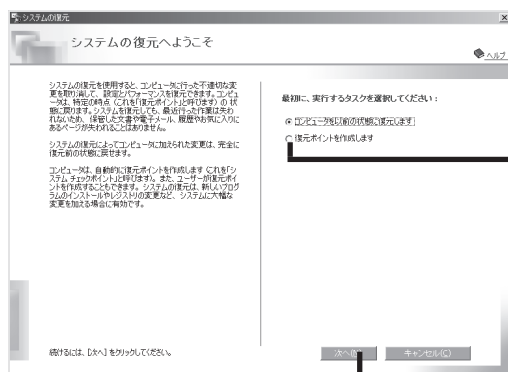 システムの復元
システムの復元へようこそ
ヘルプ
システムの復元を使用すると、コンピュータに行った不適切な変
更を取り消して、設定とパフォーマンスを復元できます。コンピュ
ータは、特定の時点 (これを「復元ポイント」と呼びます) の 状
態に戻ります。システムを復元しても、最近行った作業は失わ
れないため、保管した文書や電子メール、履歴やお気に入りに
あるページが失われることはありません。
システムの復元によってコンピュータに加えられた変更は、完全に
復元前の状態に戻せます。
コンピュータは、自動的に復元ポイントを作成します (これを「シ
ステム チェックポイント」と呼びます)。また、ユーザーが復元ポイ
ントを作成することもできます。システムの復元は、新しいプログ
ラムのインストールやレジストリの変更など、システムに大幅な
変更を加える場合に有効です。
最初に、実行するタスクを選択してください：
コンピュータを以前の状態に復元します
復元ポイントを作成します
続けるには、[次へ] をクリックしてください。
次へ
キャンセル(C)